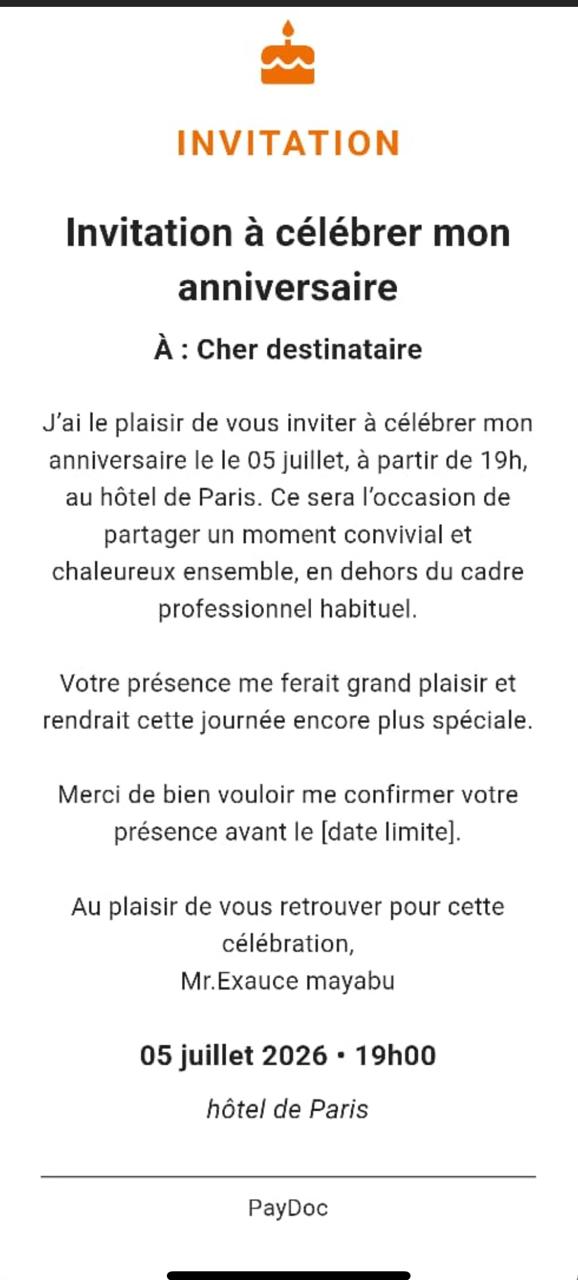 INVITATION
Invitation à célébrer mon
anniversaire
À : Cher destinataire
J’ai le plaisir de vous inviter à célébrer mon
anniversaire le le 05 juillet, à partir de 19h,
au hôtel de Paris. Ce sera l’occasion de
partager un moment convivial et
chaleureux ensemble, en dehors du cadre
professionnel habituel.
Votre présence me ferait grand plaisir et
rendrait cette journée encore plus spéciale.
Merci de bien vouloir me confirmer votre
présence avant le [date limite].
Au plaisir de vous retrouver pour cette
célébration,
Mr.Exauce mayabu
05 juillet 2026 • 19h00
hôtel de Paris
PayDoc